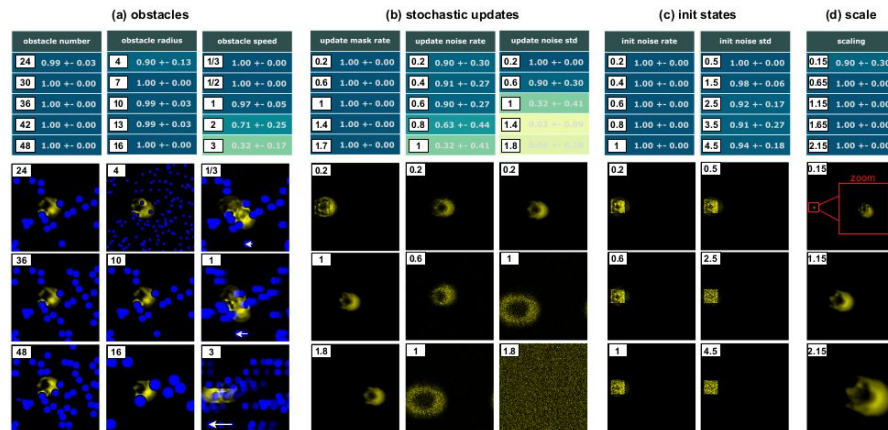 (a) obstacles
(b) stochastic updates
(c) init states
(d) scale
obstacle number
24 0.99 +- 0.03
30 1.00 +- 0.00
36 1.00 +- 0.00
42 1.00 +- 0.00
48 1.00 +- 0.00
obstacle radius
4 0.90 +- 0.13
7 1.00 +- 0.00
10 0.99 +- 0.03
13 0.99 +- 0.03
16 1.00 +- 0.00
obstacle speed
1/3 1.00 +- 0.00
1/2 1.00 +- 0.00
1 0.97 +- 0.05
2 0.71 +- 0.25
3 0.32 +- 0.17
update mask rate
0.2 1.00 +- 0.00
0.6 1.00 +- 0.00
1 1.00 +- 0.00
1.4 1.00 +- 0.00
1.7 1.00 +- 0.00
update noise rate
0.2 0.90 +- 0.30
0.4 0.91 +- 0.27
0.6 0.90 +- 0.27
0.8 0.63 +- 0.44
1 0.32 +- 0.41
update noise std
0.2 1.00 +- 0.00
0.6 0.90 +- 0.30
1 0.32 +- 0.41
1.4
1.8
init noise rate
0.2 1.00 +- 0.00
0.4 1.00 +- 0.00
0.6 1.00 +- 0.00
0.8 1.00 +- 0.00
1 1.00 +- 0.00
init noise std
0.5 1.00 +- 0.00
1.5 0.98 +- 0.06
2.5 0.92 +- 0.17
3.5 0.91 +- 0.27
4.5 0.94 +- 0.18
scaling
0.15 0.90 +- 0.30
0.65 1.00 +- 0.00
1.15 1.00 +- 0.00
1.65 1.00 +- 0.00
2.15 1.00 +- 0.00
24 4 1/3 0.2 0.2 0.2 0.2 0.5 0.15
zoom
36 10 1 1 0.6 1 0.6 2.5 1.15
48 16 3 1.8 1 1.8 1 4.5 2.15